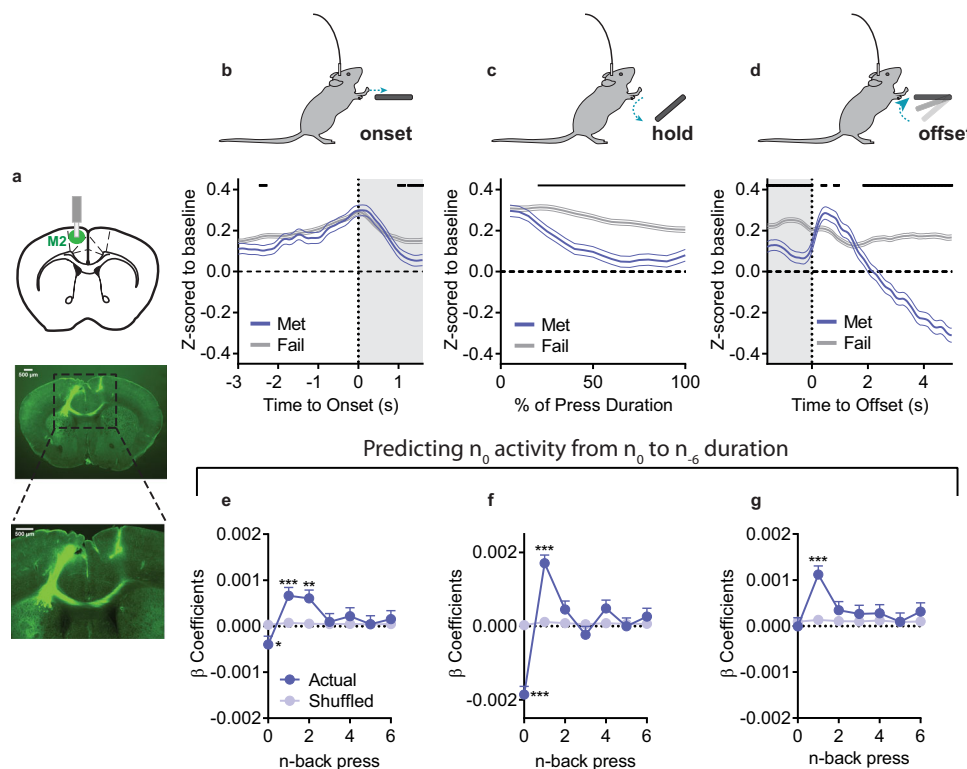 b
c
d
onset
hold
offset
a
M2
500 µm
500 µm
Z-scored to baseline
0.4
0.2
0.0
-0.2
-0.4
Met
Fail
-3 -2 -1 0 1
Time to Onset (s)
Z-scored to baseline
0.4
0.2
0.0
-0.2
-0.4
Met
Fail
0 50 100
% of Press Duration
Z-scored to baseline
0.4
0.2
0.0
-0.2
-0.4
Met
Fail
0 2 4
Time to Offset (s)
Predicting n0 activity from n0 to n-6 duration
e
β Coefficients
0.002
0.001
0.000
-0.001
-0.002
***
**
*
Actual
Shuffled
0 2 4 6
n-back press
f
β Coefficients
0.002
0.000
-0.002
***
***
0 2 4 6
n-back press
g
β Coefficients
0.002
0.001
0.000
-0.001
-0.002
***
0 2 4 6
n-back press